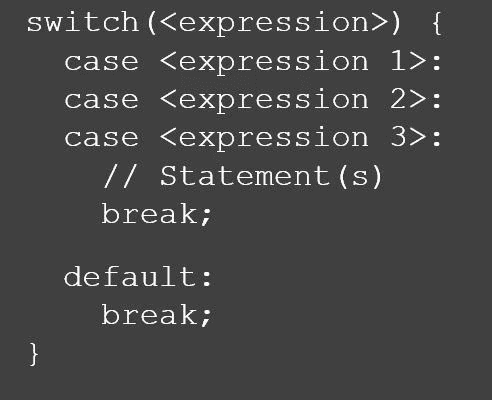 switch(<expression>) {
case <expression 1>:
case <expression 2>:
case <expression 3>:
// Statement(s)
break;
default:
break;
}